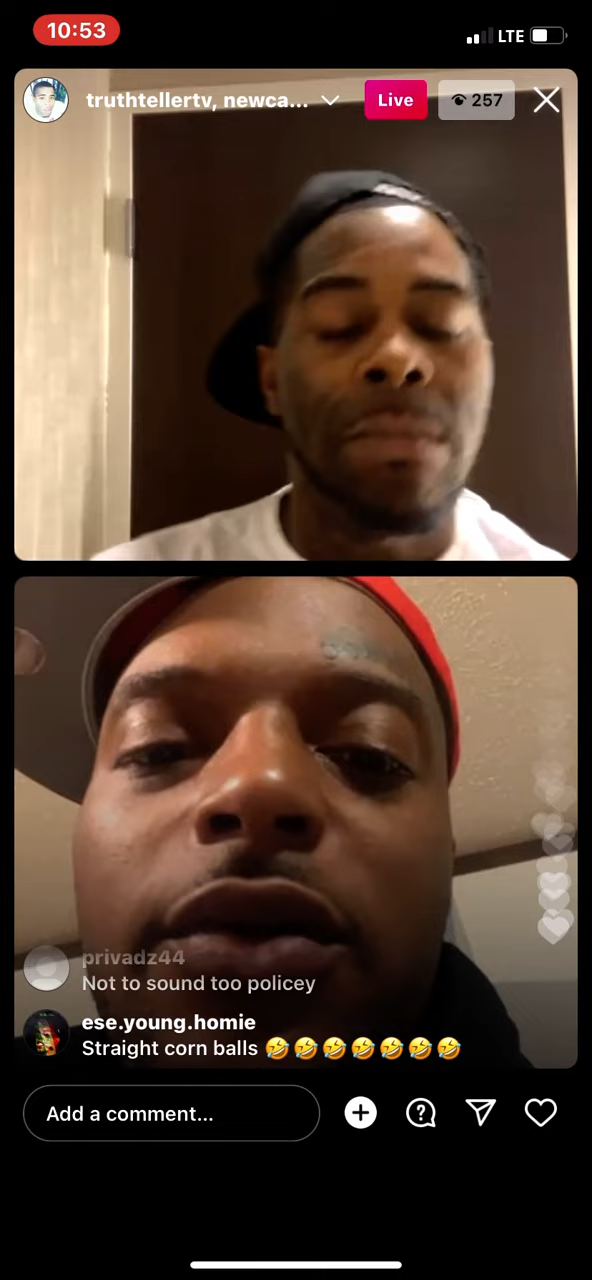 10:53
LTE
truthtellertv, newca...
Live
257
privadz44
Not to sound too policey
ese.young.homie
Straight corn balls 🤣🤣🤣🤣🤣🤣🤣
Add a comment...